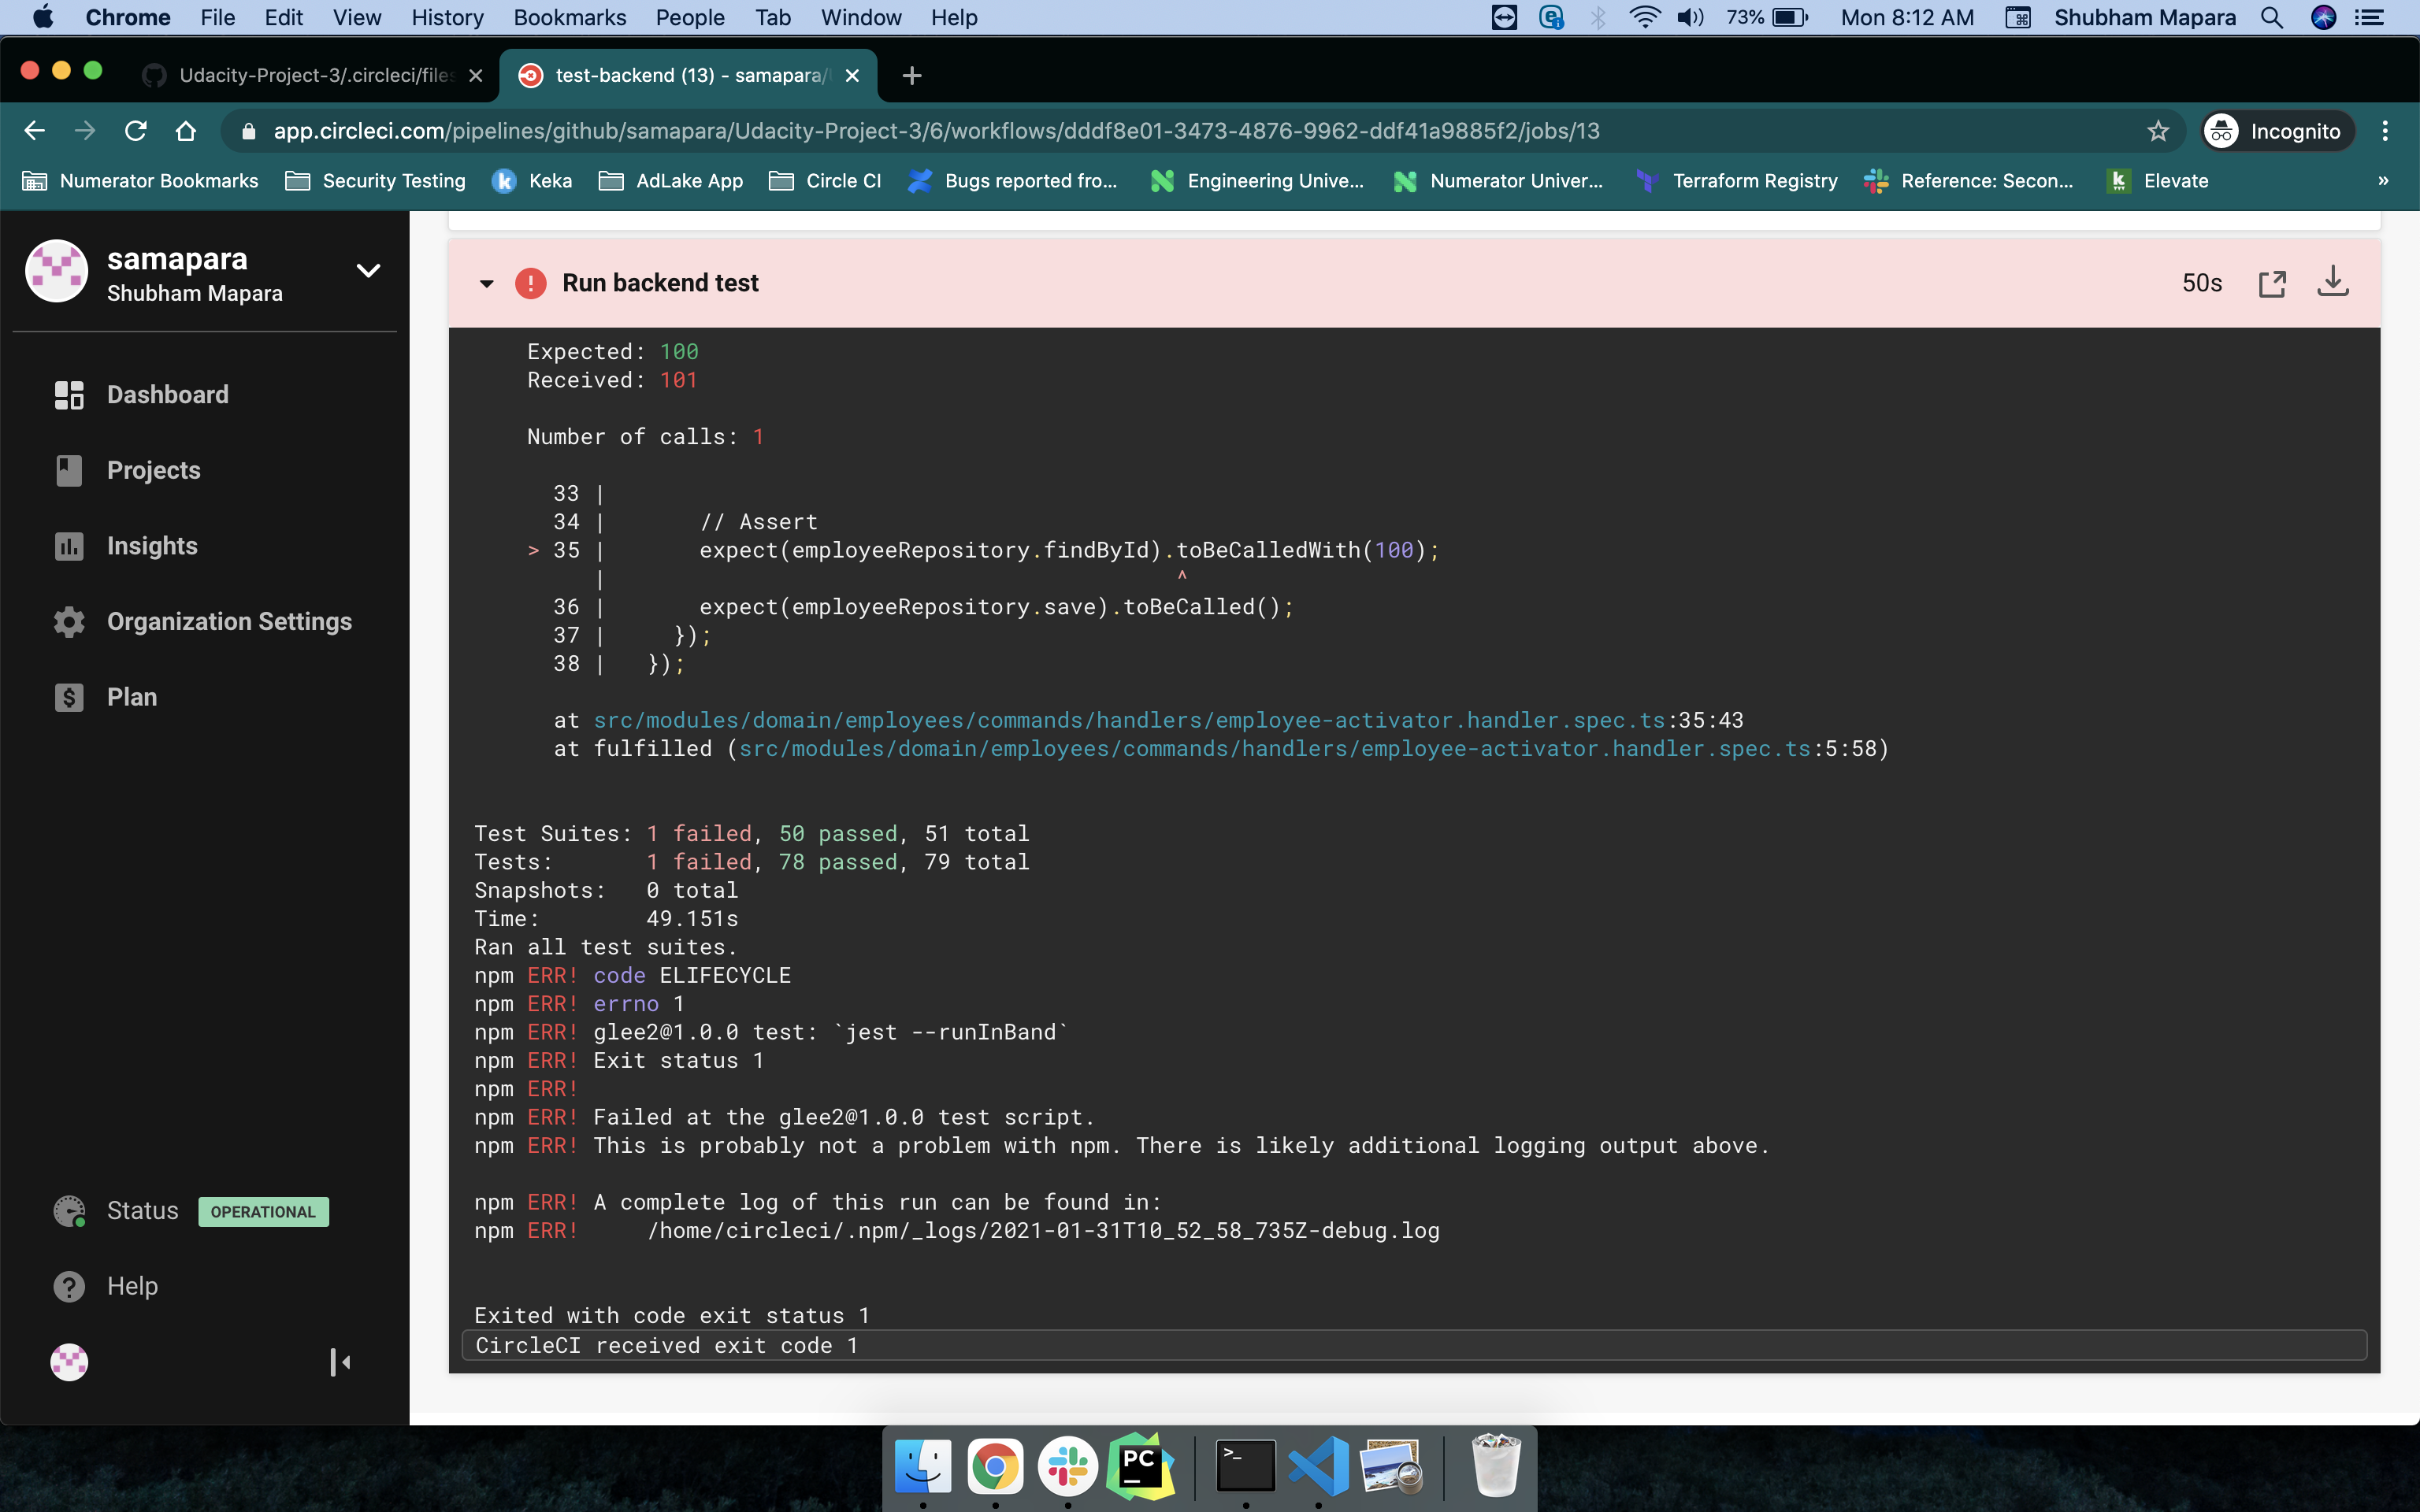 Chrome File Edit View History Bookmarks People Tab Window Help 73% Mon 8:12 AM Shubham Mapara
Udacity-Project-3/.circleci/files test-backend (13) - samapara/
app.circleci.com/pipelines/github/samapara/Udacity-Project-3/6/workflows/dddf8e01-3473-4876-9962-ddf41a9885f2/jobs/13 Incognito
Numerator Bookmarks Security Testing Keka AdLake App Circle CI Bugs reported fro... Engineering Unive... Numerator Univer... Terraform Registry Reference: Secon... Elevate »
samapara
Shubham Mapara
Dashboard
Projects
Insights
Organization Settings
Plan
Status OPERATIONAL
Help
Run backend test 50s
Expected: 100
Received: 101
Number of calls: 1
33 |
34 | // Assert
> 35 | expect(employeeRepository.findById).toBeCalledWith(100);
| ^
36 | expect(employeeRepository.save).toBeCalled();
37 | });
38 | });
at src/modules/domain/employees/commands/handlers/employee-activator.handler.spec.ts:35:43
at fulfilled (src/modules/domain/employees/commands/handlers/employee-activator.handler.spec.ts:5:58)
Test Suites: 1 failed, 50 passed, 51 total
Tests: 1 failed, 78 passed, 79 total
Snapshots: 0 total
Time: 49.151s
Ran all test suites.
npm ERR! code ELIFECYCLE
npm ERR! errno 1
npm ERR! glee2@1.0.0 test: `jest --runInBand`
npm ERR! Exit status 1
npm ERR!
npm ERR! Failed at the glee2@1.0.0 test script.
npm ERR! This is probably not a problem with npm. There is likely additional logging output above.
npm ERR! A complete log of this run can be found in:
npm ERR! /home/circleci/.npm/_logs/2021-01-31T10_52_58_735Z-debug.log
Exited with code exit status 1
CircleCI received exit code 1
PC